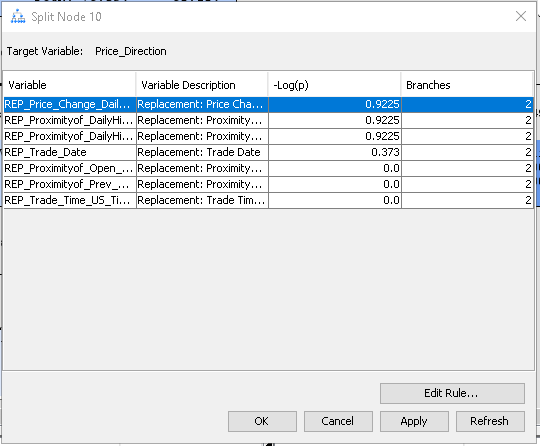 Split Node 10
Target Variable: Price_Direction
Variable Variable Description -Log(p) Branches
REP_Price_Change_Dail... Replacement: Price Cha... 0.9225 2
REP_Proximityof_DailyHi... Replacement: Proximity... 0.9225 2
REP_Proximityof_DailyHi... Replacement: Proximity... 0.9225 2
REP_Trade_Date Replacement: Trade Date 0.373 2
REP_Proximityof_Open_... Replacement: Proximity... 0.0 2
REP_Proximityof_Prev_... Replacement: Proximity... 0.0 2
REP_Trade_Time_US_Ti... Replacement: Trade Tim... 0.0 2
Edit Rule...
OK Cancel Apply Refresh